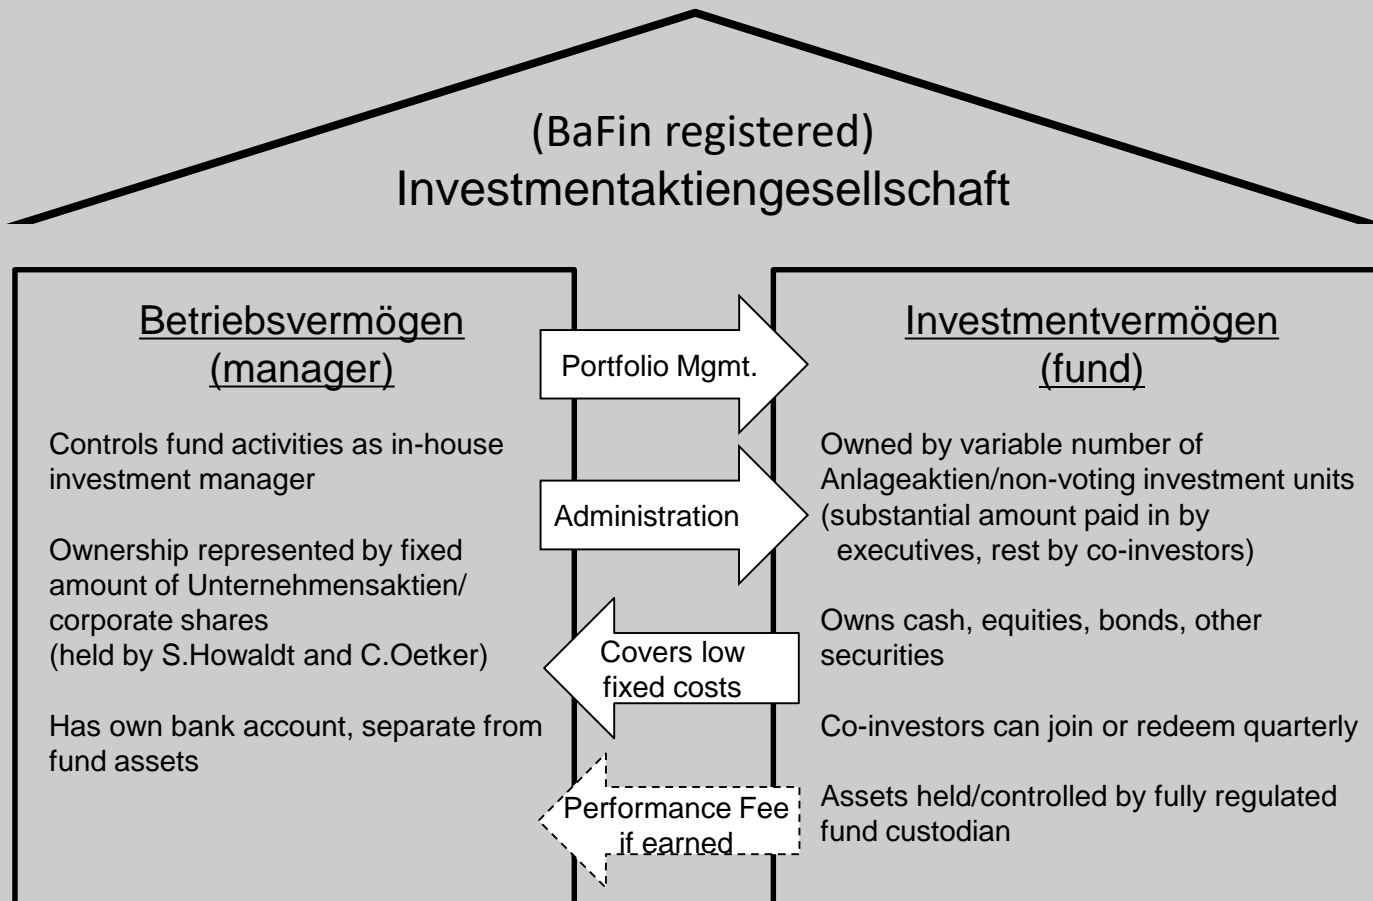 (BaFin registered)
Investmentaktiengesellschaft
Betriebsvermögen
(manager)
Controls fund activities as in-house
investment manager
Ownership represented by fixed
amount of Unternehmensaktien/
corporate shares
(held by S.Howaldt and C.Oetker)
Has own bank account, separate from
fund assets
Portfolio Mgmt.
Administration
Covers low
fixed costs
Performance Fee
if earned
Investmentvermögen
(fund)
Owned by variable number of
Anlageaktien/non-voting investment units
(substantial amount paid in by
executives, rest by co-investors)
Owns cash, equities, bonds, other
securities
Co-investors can join or redeem quarterly
Assets held/controlled by fully regulated
fund custodian